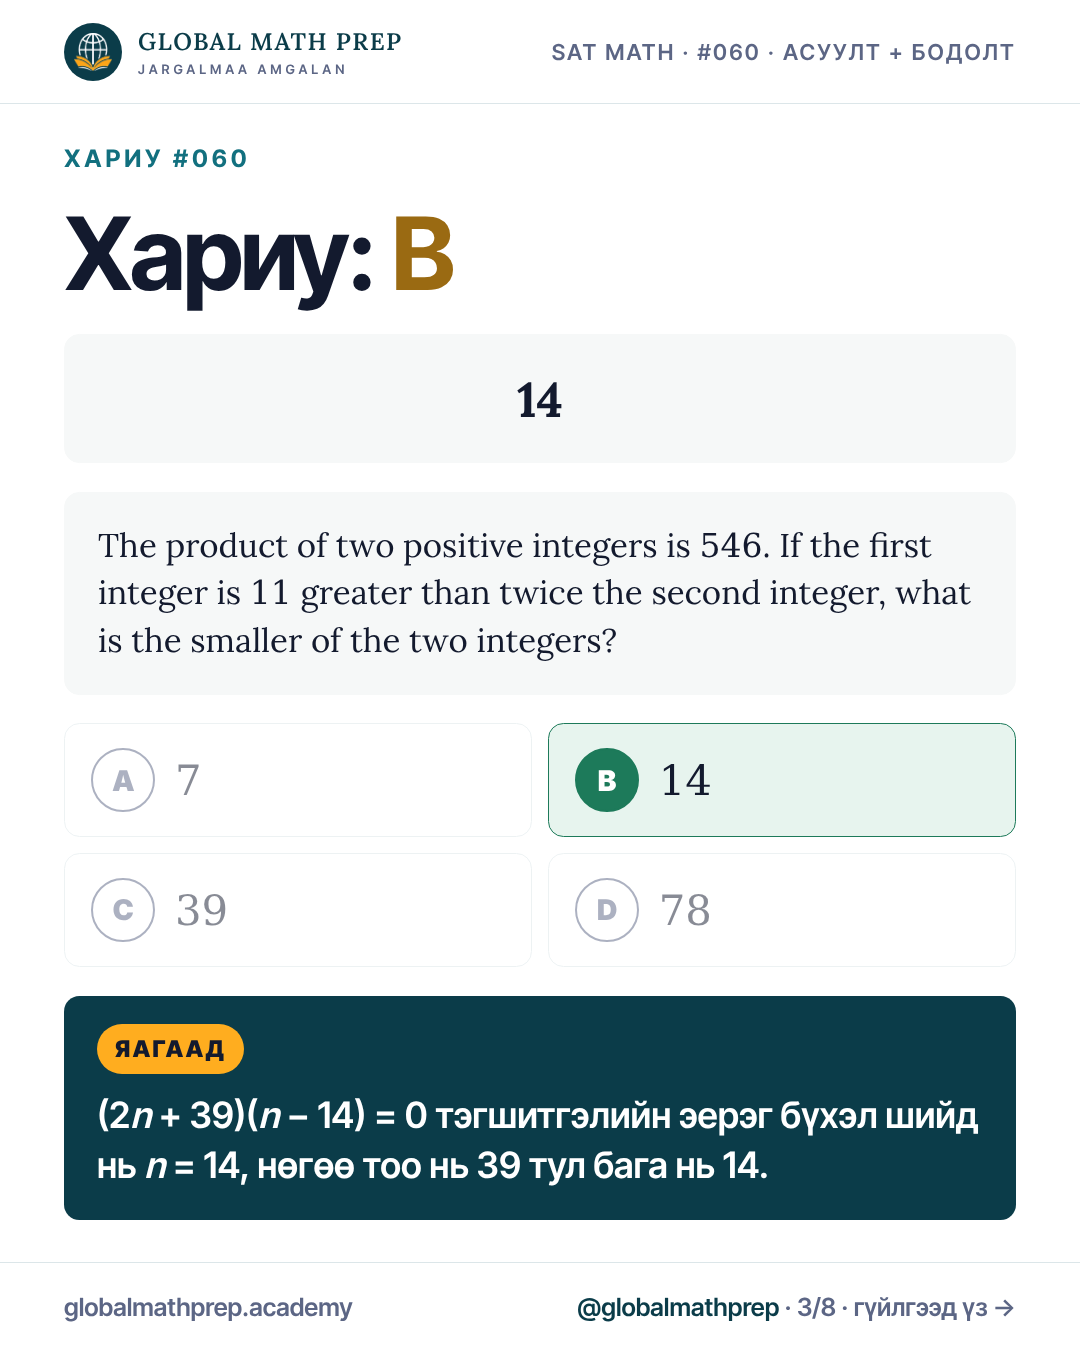 GLOBAL MATH PREP
JARGALMAA AMGALAN
SAT MATH · #060 · АСУУЛТ + БОДОЛТ
ХАРИУ #060
Хариу: B
14
The product of two positive integers is 546. If the first
integer is 11 greater than twice the second integer, what
is the smaller of the two integers?
A 7
B 14
C 39
D 78
ЯАГААД
(2n + 39)(n − 14) = 0 тэгшитгэлийн эерэг бүхэл шийд
нь n = 14, нөгөө тоо нь 39 тул бага нь 14.
globalmathprep.academy
@globalmathprep · 3/8 · гүйлгээд үз →